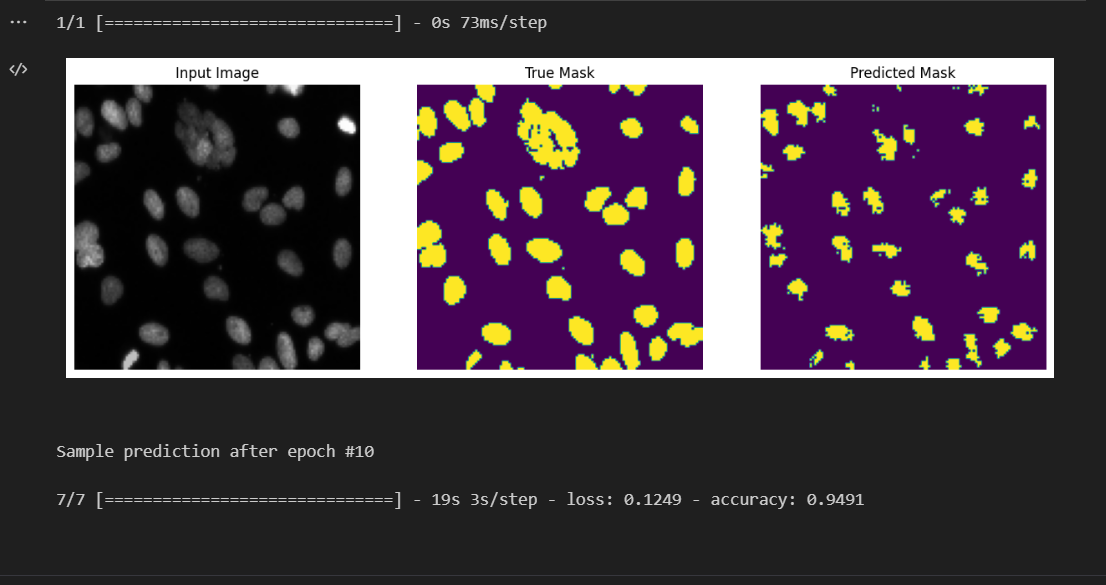 1/1 [==============================] - 0s 73ms/step
Input Image
True Mask
Predicted Mask
Sample prediction after epoch #10
7/7 [==============================] - 19s 3s/step - loss: 0.1249 - accuracy: 0.9491